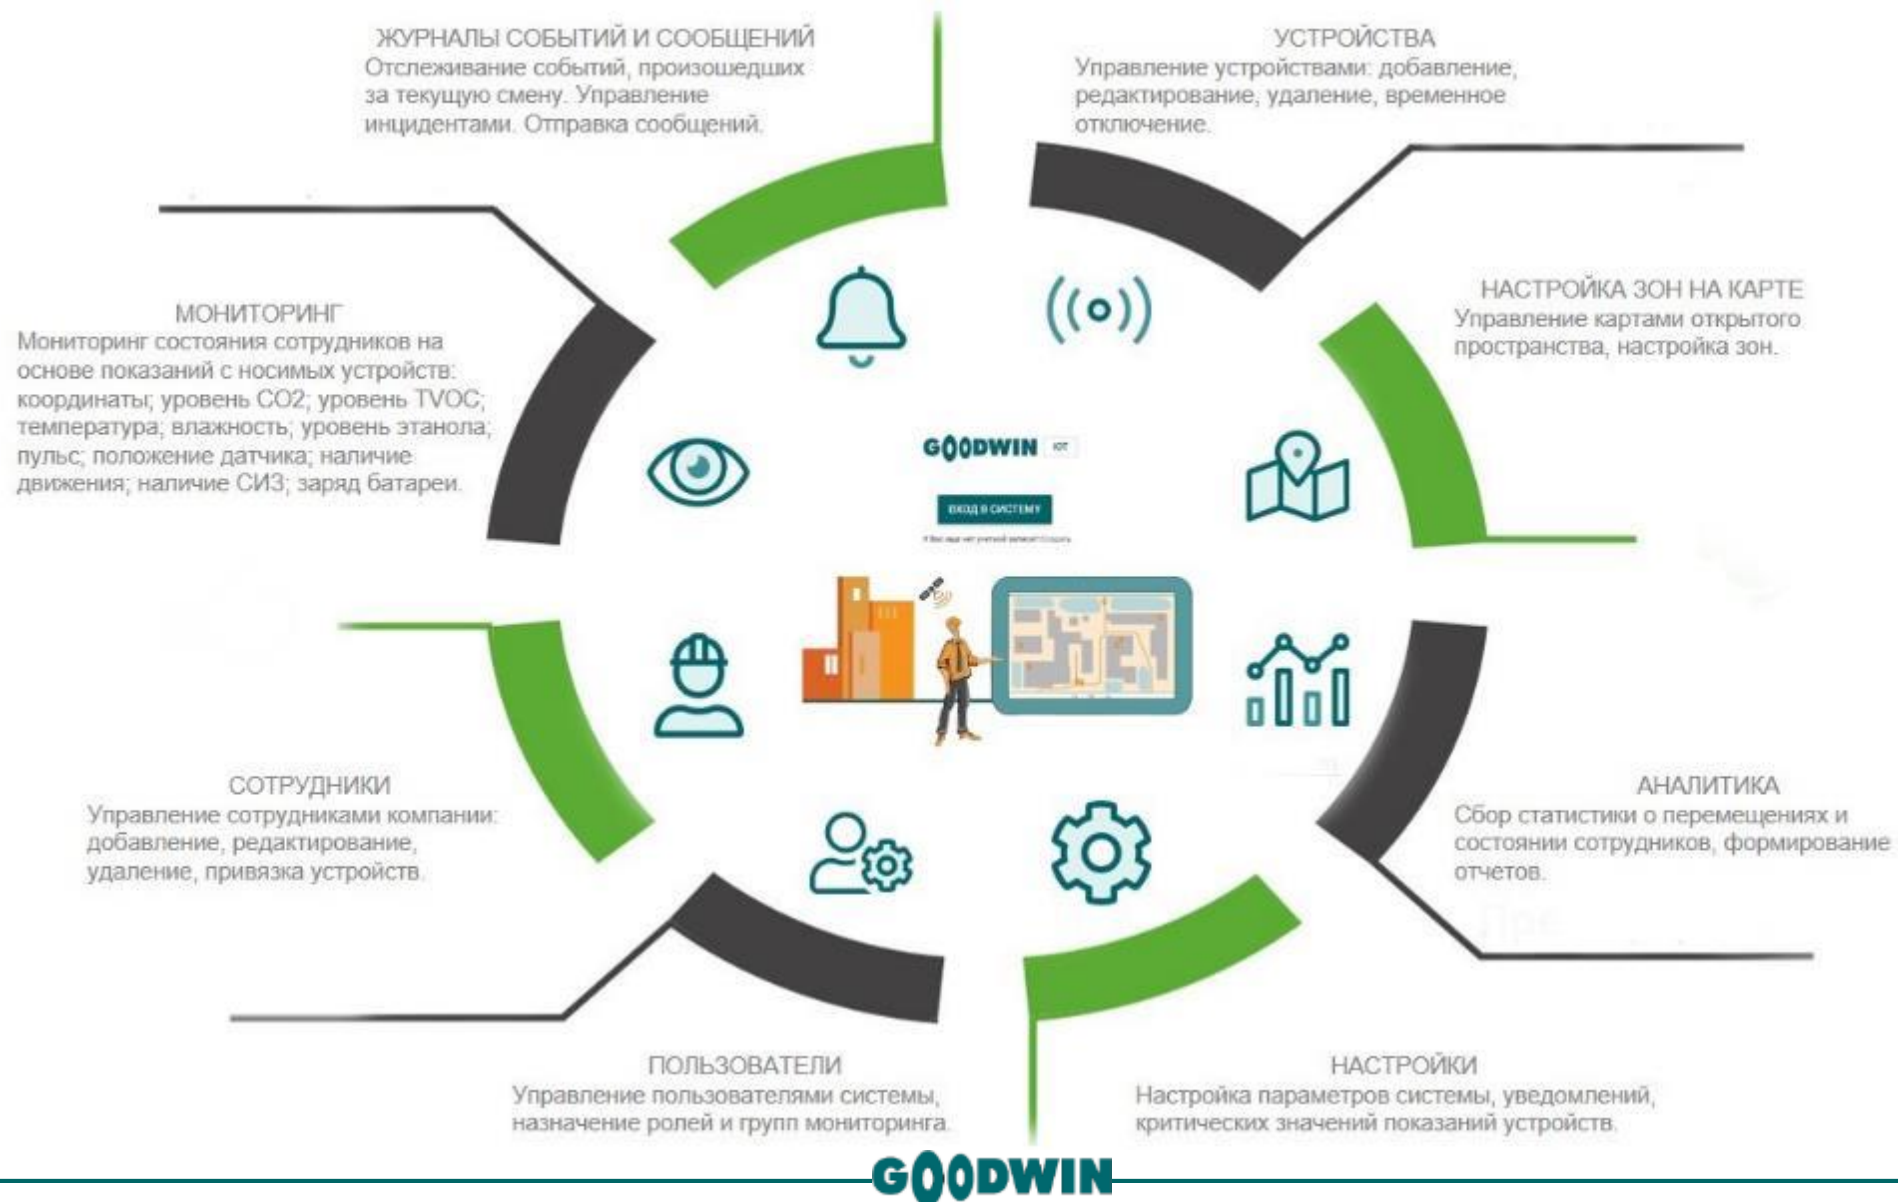 ЖУРНАЛЫ СОБЫТИЙ И СООБЩЕНИЙ
Отслеживание событий, произошедших
за текущую смену. Управление
инцидентами. Отправка сообщений.
УСТРОЙСТВА
Управление устройствами: добавление,
редактирование, удаление, временное
отключение.
МОНИТОРИНГ
Мониторинг состояния сотрудников на
основе показаний с носимых устройств:
координаты; уровень CO2; уровень TVOC;
температура; влажность; уровень этанола;
пульс; положение датчика; наличие
движения; наличие СИЗ; заряд батареи.
НАСТРОЙКА ЗОН НА КАРТЕ
Управление картами открытого
пространства, настройка зон.
GOODWIN IOT
ВХОД В СИСТЕМУ
СОТРУДНИКИ
Управление сотрудниками компании:
добавление, редактирование,
удаление, привязка устройств.
АНАЛИТИКА
Сбор статистики о перемещениях и
состоянии сотрудников, формирование
отчетов.
ПОЛЬЗОВАТЕЛИ
Управление пользователями системы,
назначение ролей и групп мониторинга.
НАСТРОЙКИ
Настройка параметров системы, уведомлений,
критических значений показаний устройств.
GOODWIN